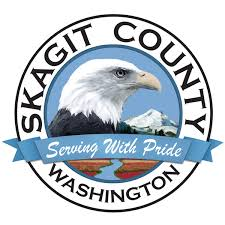 SKAGIT COUNTY
Serving With Pride
WASHINGTON